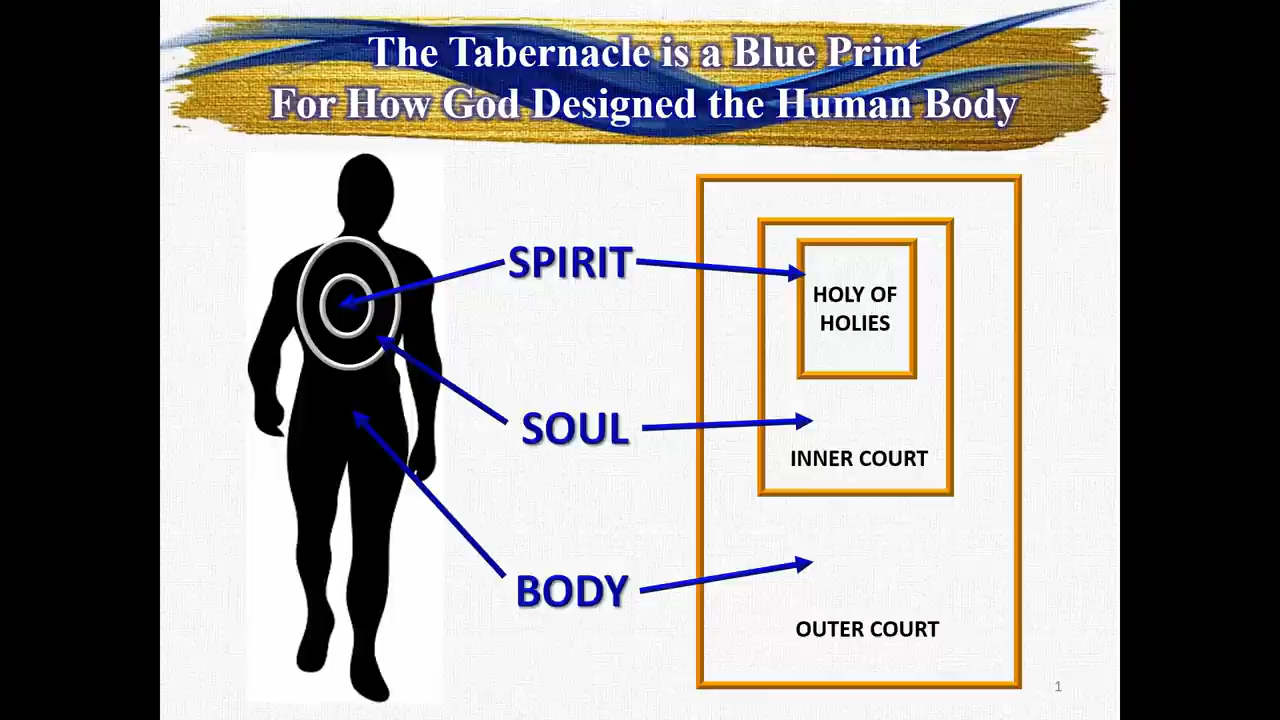 The Tabernacle is a Blue Print
For How God Designed the Human Body
SPIRIT
SOUL
BODY
HOLY OF
HOLIES
INNER COURT
OUTER COURT
1